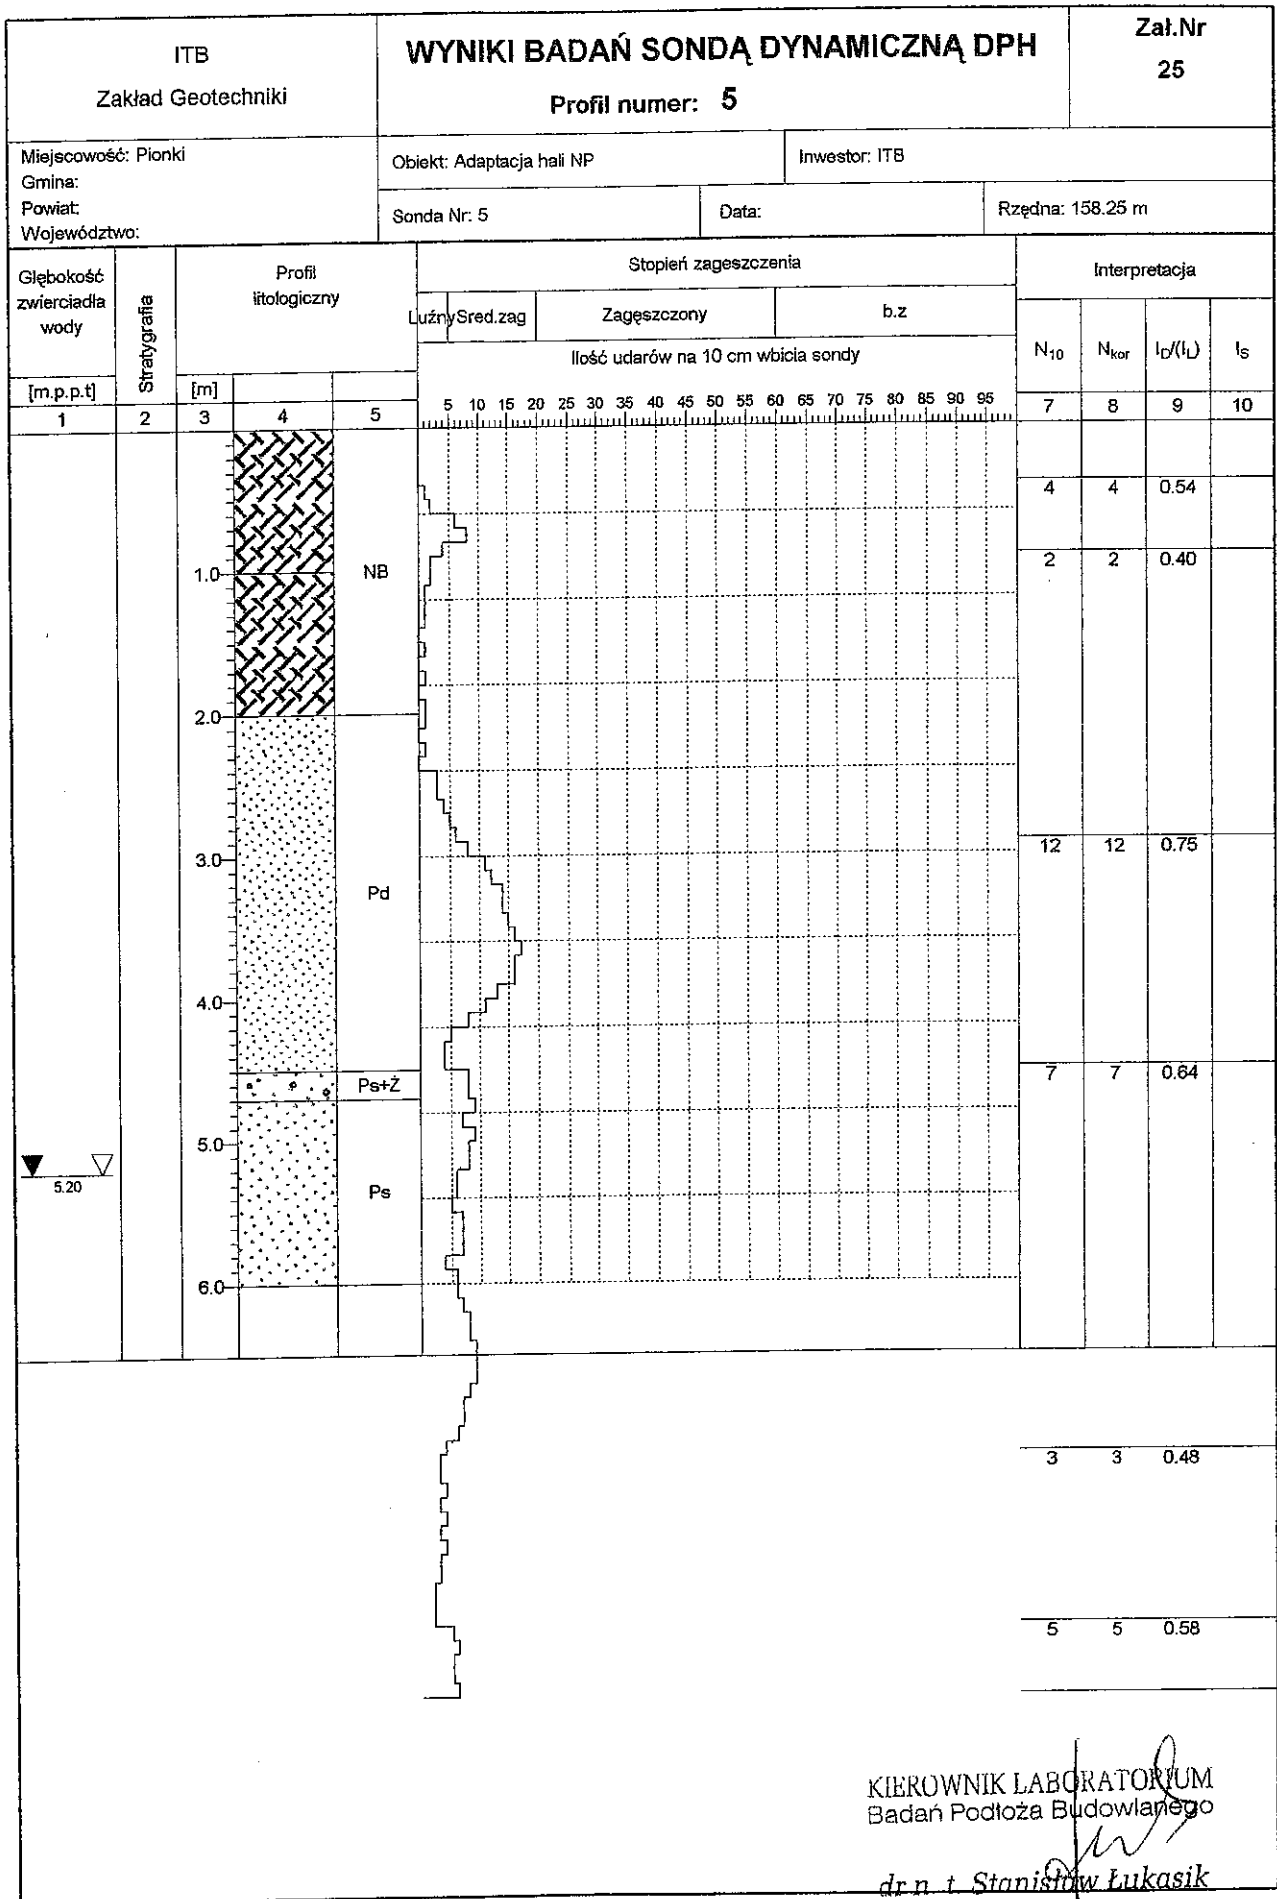 ITB
Zakład Geotechniki
WYNIKI BADAŃ SONDĄ DYNAMICZNĄ DPH
Profil numer: 5
Zał.Nr
25
Miejscowość: Pionki
Gmina:
Powiat:
Województwo:
Obiekt: Adaptacja hali NP
Inwestor: ITB
Sonda Nr: 5
Data:
Rzędna: 158.25 m
Głębokość
zwierciadła
wody
[m.p.p.t]
Stratygrafia
Profil
litologiczny
[m]
Stopień zageszczenia
Luźny Sred.zag Zagęszczony b.z
Ilość udarów na 10 cm wbicia sondy
5 10 15 20 25 30 35 40 45 50 55 60 65 70 75 80 85 90 95
Interpretacja
N10 Nkor ID/(IL) IS
1 2 3 4 5 7 8 9 10
4 4 0.54
2 2 0.40
1.0
NB
2.0
12 12 0.75
3.0
Pd
4.0
7 7 0.64
Ps+Ż
5.0
5.20
Ps
6.0
3 3 0.48
5 5 0.58
KIEROWNIK LABORATORIUM
Badań Podłoża Budowlanego
dr n. t. Stanisław Łukasik